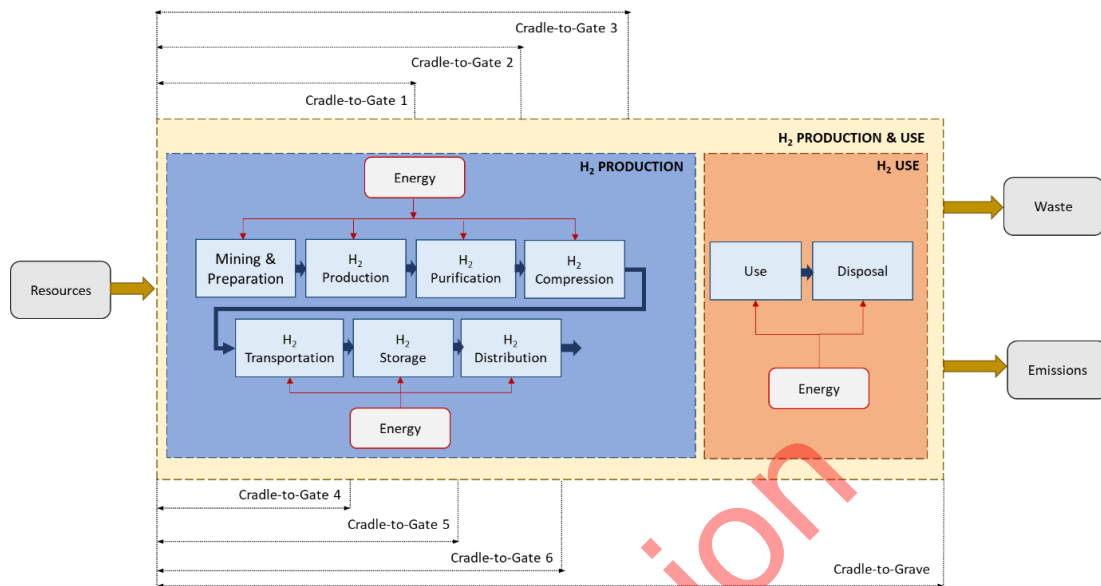 Cradle-to-Gate 3
Cradle-to-Gate 2
Cradle-to-Gate 1
H₂ PRODUCTION & USE
H₂ PRODUCTION
H₂ USE
Energy
Waste
Mining &
Preparation
H₂
Production
H₂
Purification
H₂
Compression
Use
Disposal
Resources
H₂
Transportation
H₂
Storage
H₂
Distribution
Emissions
Energy
Energy
Cradle-to-Gate 4
Cradle-to-Gate 5
Cradle-to-Gate 6
Cradle-to-Grave
ion